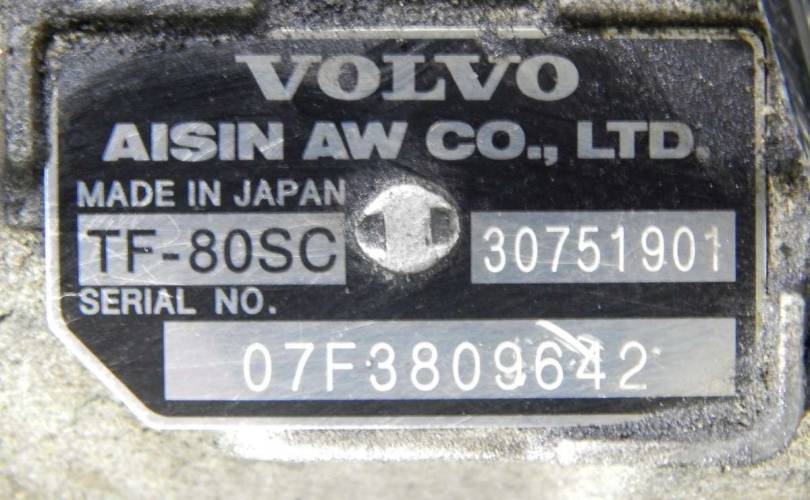 VOLVO
AISIN AW CO., LTD.
MADE IN JAPAN
TF-80SC 30751901
SERIAL NO.
07F3809642